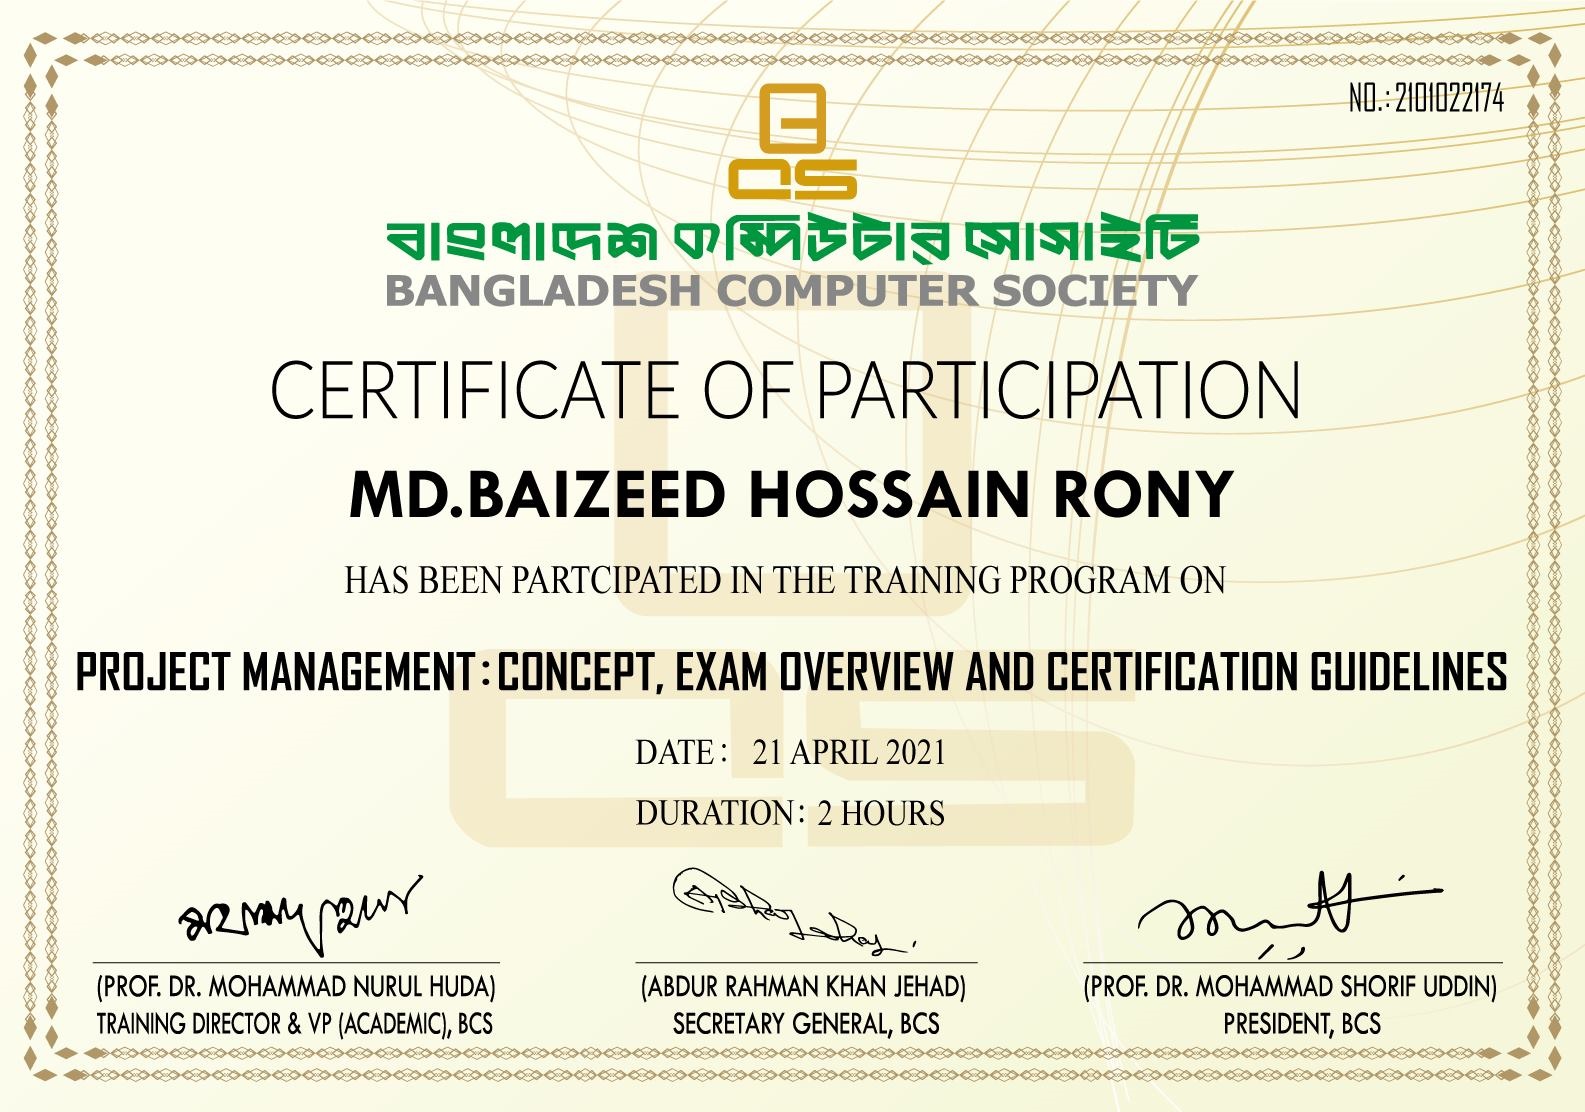 NO.: 2101022174
BCS
বাংলাদেশ কম্পিউটার সোসাইটি
BANGLADESH COMPUTER SOCIETY
CERTIFICATE OF PARTICIPATION
MD.BAIZEED HOSSAIN RONY
HAS BEEN PARTCIPATED IN THE TRAINING PROGRAM ON
PROJECT MANAGEMENT: CONCEPT, EXAM OVERVIEW AND CERTIFICATION GUIDELINES
DATE: 21 APRIL 2021
DURATION: 2 HOURS
(PROF. DR. MOHAMMAD NURUL HUDA)
TRAINING DIRECTOR & VP (ACADEMIC), BCS
(ABDUR RAHMAN KHAN JEHAD)
SECRETARY GENERAL, BCS
(PROF. DR. MOHAMMAD SHORIF UDDIN)
PRESIDENT, BCS